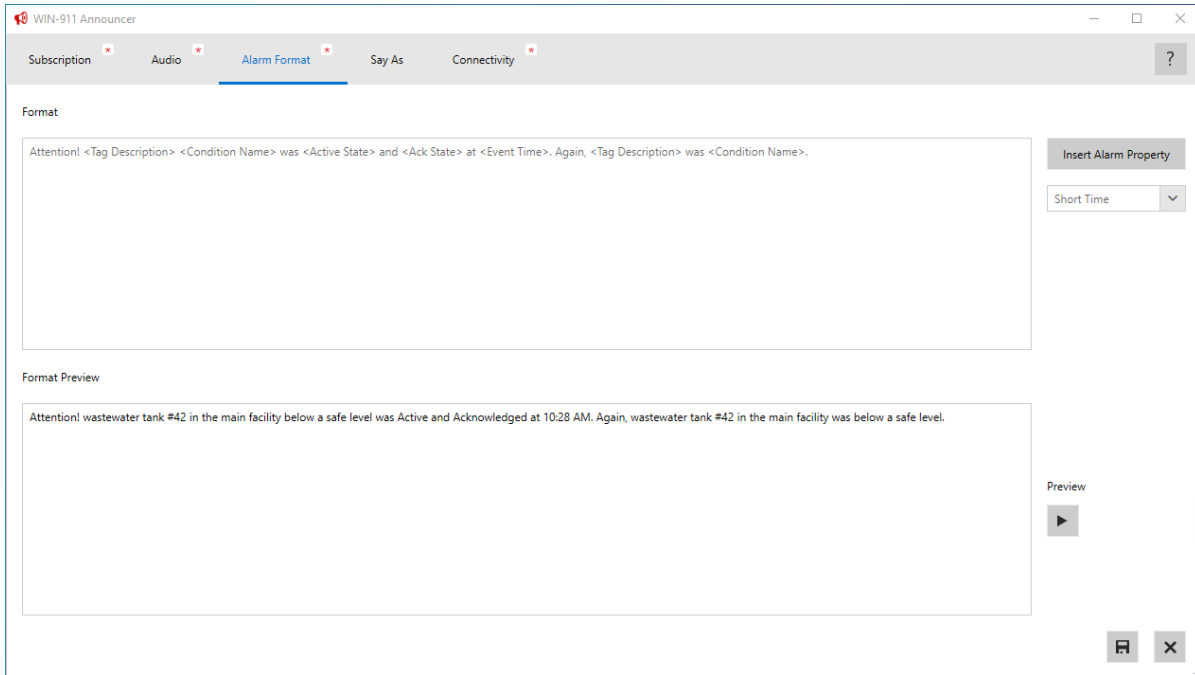 WIN-911 Announcer
Subscription * Audio * Alarm Format * Say As Connectivity * ?
Format
Attention! <Tag Description> <Condition Name> was <Active State> and <Ack State> at <Event Time>. Again, <Tag Description> was <Condition Name>.
Insert Alarm Property
Short Time
Format Preview
Attention! wastewater tank #42 in the main facility below a safe level was Active and Acknowledged at 10:28 AM. Again, wastewater tank #42 in the main facility was below a safe level.
Preview